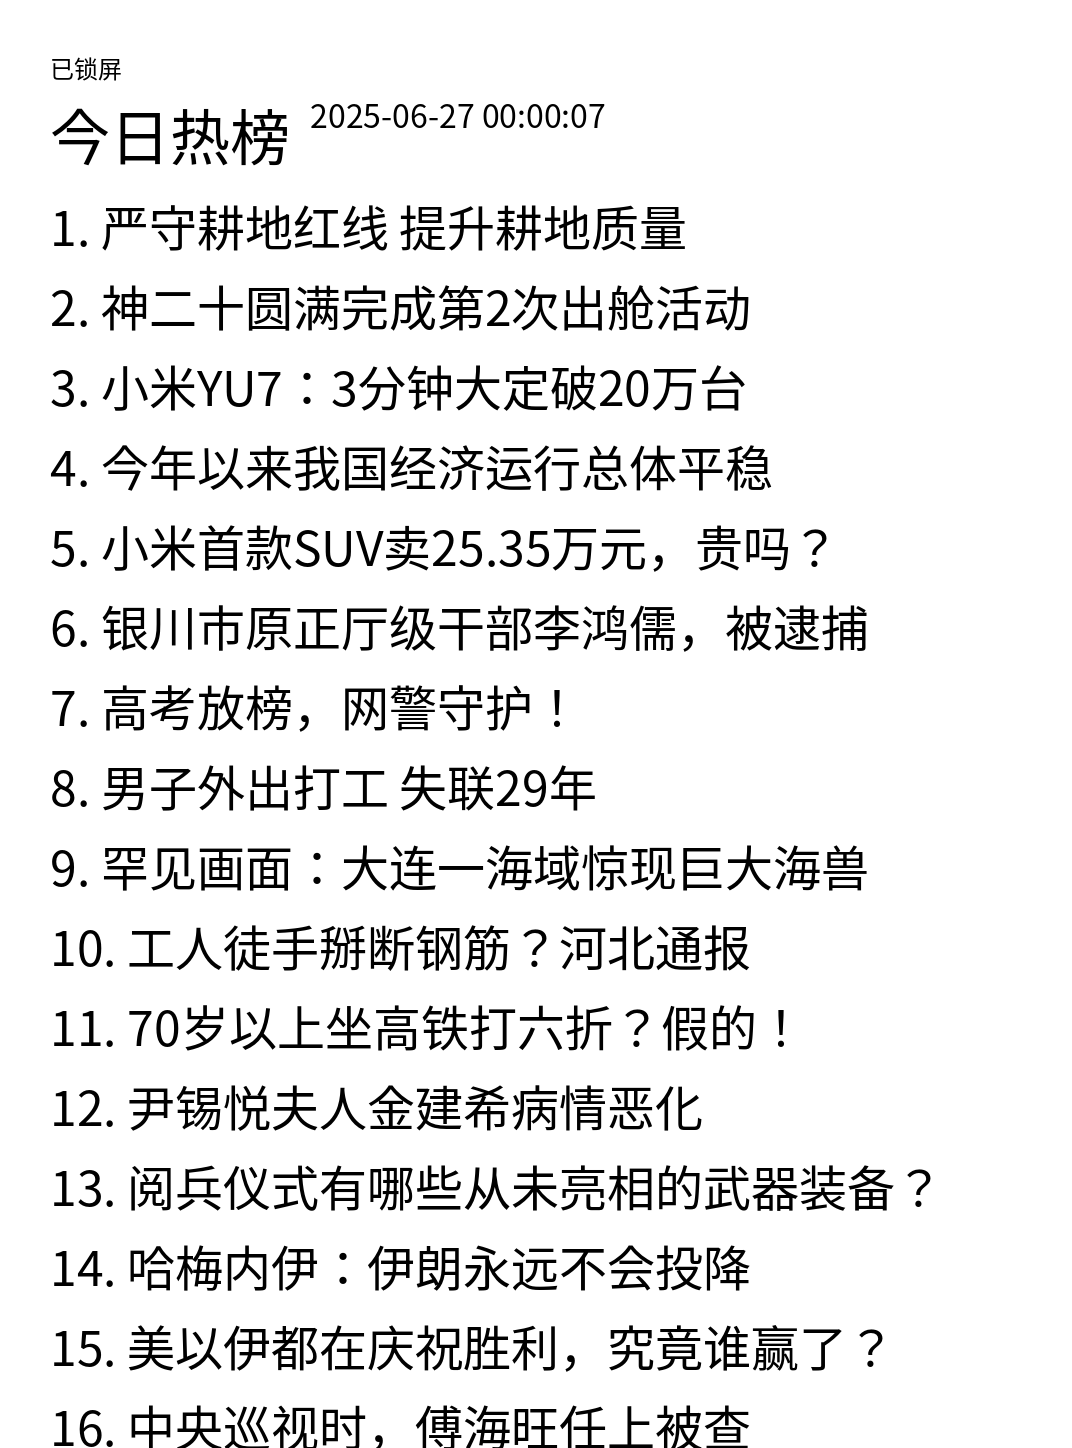 已锁屏
今日热榜 2025-06-27 00:00:07
1. 严守耕地红线 提升耕地质量
2. 神二十圆满完成第2次出舱活动
3. 小米YU7：3分钟大定破20万台
4. 今年以来我国经济运行总体平稳
5. 小米首款SUV卖25.35万元，贵吗？
6. 银川市原正厅级干部李鸿儒，被逮捕
7. 高考放榜，网警守护！
8. 男子外出打工 失联29年
9. 罕见画面：大连一海域惊现巨大海兽
10. 工人徒手掰断钢筋？河北通报
11. 70岁以上坐高铁打六折？假的！
12. 尹锡悦夫人金建希病情恶化
13. 阅兵仪式有哪些从未亮相的武器装备？
14. 哈梅内伊：伊朗永远不会投降
15. 美以伊都在庆祝胜利，究竟谁赢了？
16. 中央巡视时，傅海旺任上被查